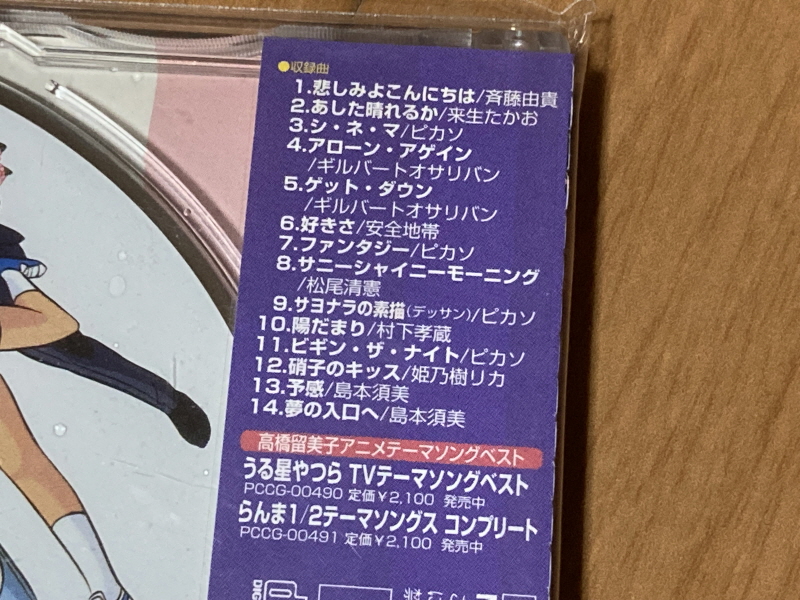 ●収録曲
1.悲しみよこんにちは/斉藤由貴
2.あした晴れるか/来生たかお
3.シ・ネ・マ/ピカソ
4.アローン・アゲイン
/ギルバートオサリバン
5.ゲット・ダウン
/ギルバートオサリバン
6.好きさ/安全地帯
7.ファンタジー/ピカソ
8.サニーシャイニーモーニング
/松尾清憲
9.サヨナラの素描(デッサン)/ピカソ
10.陽だまり/村下孝蔵
11.ビギン・ザ・ナイト/ピカソ
12.硝子のキッス/姫乃樹リカ
13.予感/島本須美
14.夢の入口へ/島本須美
高橋留美子アニメテーマソングベスト
うる星やつら TVテーマソングベスト
PCCG-00490 定価¥2,100 発売中
らんま1/2テーマソングス コンプリート
PCCG-00491 定価¥2,100 発売中